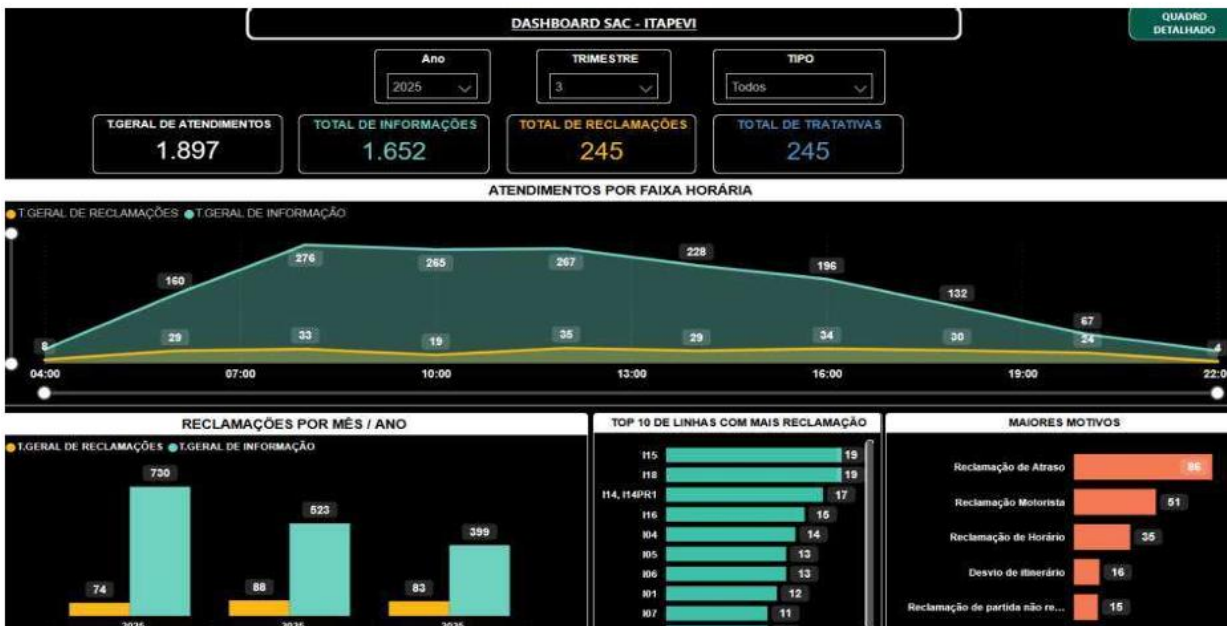 DASHBOARD SAC - ITAPEVI
QUADRO
DETALHADO
Ano
2025
TRIMESTRE
3
TIPO
Todos
T.GERAL DE ATENDIMENTOS
1.897
TOTAL DE INFORMAÇÕES
1.652
TOTAL DE RECLAMAÇÕES
245
TOTAL DE TRATATIVAS
245
ATENDIMENTOS POR FAIXA HORÁRIA
T.GERAL DE RECLAMAÇÕES T.GERAL DE INFORMAÇÃO
8 160 276 265 267 228 196 132 67 4
29 33 19 35 29 34 30 24
04:00 07:00 10:00 13:00 16:00 19:00 22:0
RECLAMAÇÕES POR MÊS / ANO
T.GERAL DE RECLAMAÇÕES T.GERAL DE INFORMAÇÃO
730 523 399
74 88 83
2025 2025 2025
TOP 10 DE LINHAS COM MAIS RECLAMAÇÃO
I15 19
I18 19
I14, I14PR1 17
I16 15
I04 14
I05 13
I06 13
I01 12
I07 11
MAIORES MOTIVOS
Reclamação de Atraso 86
Reclamação Motorista 51
Reclamação de Horário 35
Desvio de itinerário 16
Reclamação de partida não re... 15